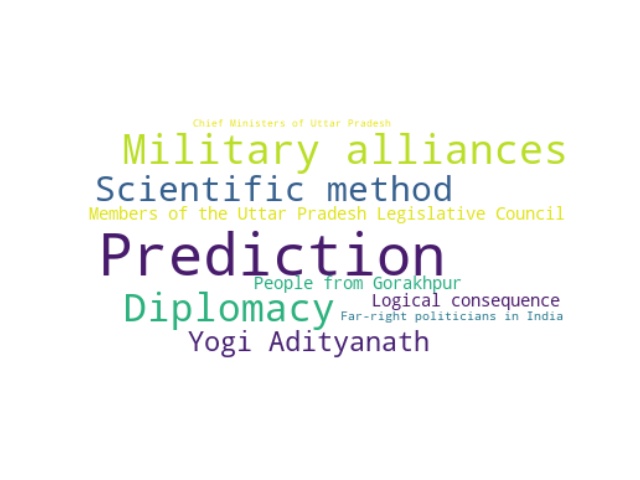 Chief Ministers of Uttar Pradesh
Military alliances
Scientific method
Members of the Uttar Pradesh Legislative Council
Prediction
People from Gorakhpur
Diplomacy
Logical consequence
Far-right politicians in India
Yogi Adityanath